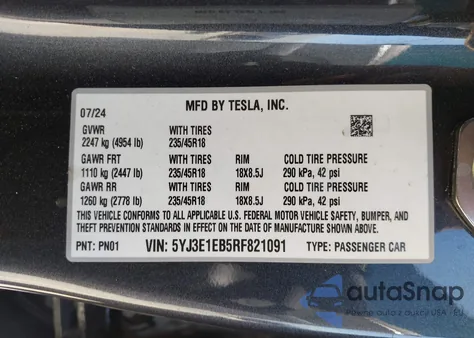 MFD BY TESLA, INC.
07/24
GVWR WITH TIRES
2247 kg (4954 lb) 235/45R18
GAWR FRT WITH TIRES RIM COLD TIRE PRESSURE
1110 kg (2447 lb) 235/45R18 18X8.5J 290 kPa, 42 psi
GAWR RR WITH TIRES RIM COLD TIRE PRESSURE
1260 kg (2778 lb) 235/45R18 18X8.5J 290 kPa, 42 psi
THIS VEHICLE CONFORMS TO ALL APPLICABLE U.S. FEDERAL MOTOR VEHICLE SAFETY, BUMPER, AND
THEFT PREVENTION STANDARDS IN EFFECT ON THE DATE OF MANUFACTURE SHOWN ABOVE.
PNT: PN01 VIN: 5YJ3E1EB5RF821091 TYPE: PASSENGER CAR
autoSnap